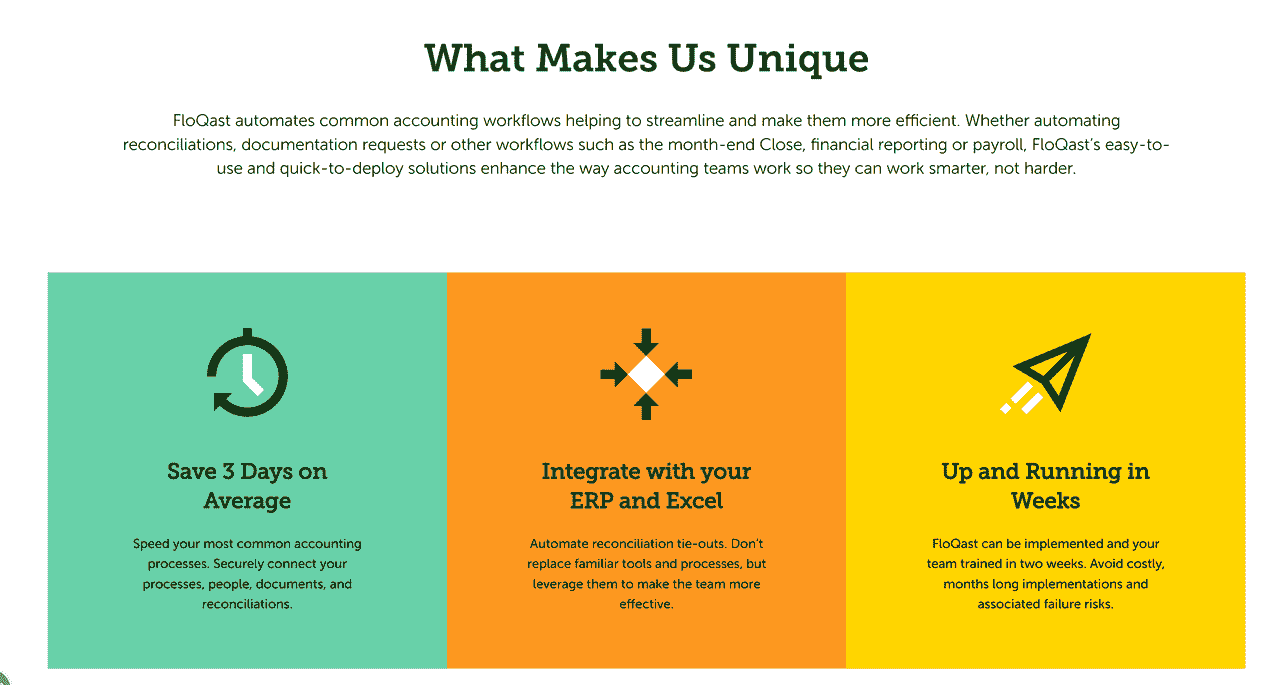 What Makes Us Unique
FloQast automates common accounting workflows helping to streamline and make them more efficient. Whether automating
reconciliations, documentation requests or other workflows such as the month-end Close, financial reporting or payroll, FloQast's easy-to-
use and quick-to-deploy solutions enhance the way accounting teams work so they can work smarter, not harder.
Save 3 Days on
Average
Speed your most common accounting
processes. Securely connect your
processes, people, documents, and
reconciliations.
Integrate with your
ERP and Excel
Automate reconciliation tie-outs. Don't
replace familiar tools and processes, but
leverage them to make the team more
effective.
Up and Running in
Weeks
FloQast can be implemented and your
team trained in two weeks. Avoid costly,
months long implementations and
associated failure risks.